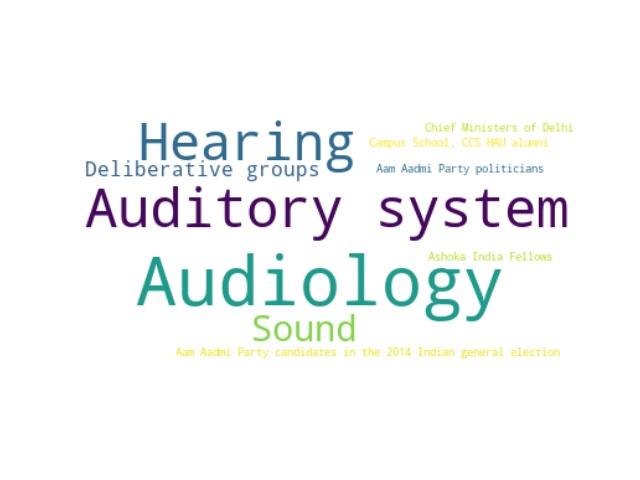 Chief Ministers of Delhi
Hearing
Campus School, CCS HAU alumni
Deliberative groups
Aam Aadmi Party politicians
Auditory system
Ashoka India Fellows
Audiology
Sound
Aam Aadmi Party candidates in the 2014 Indian general election